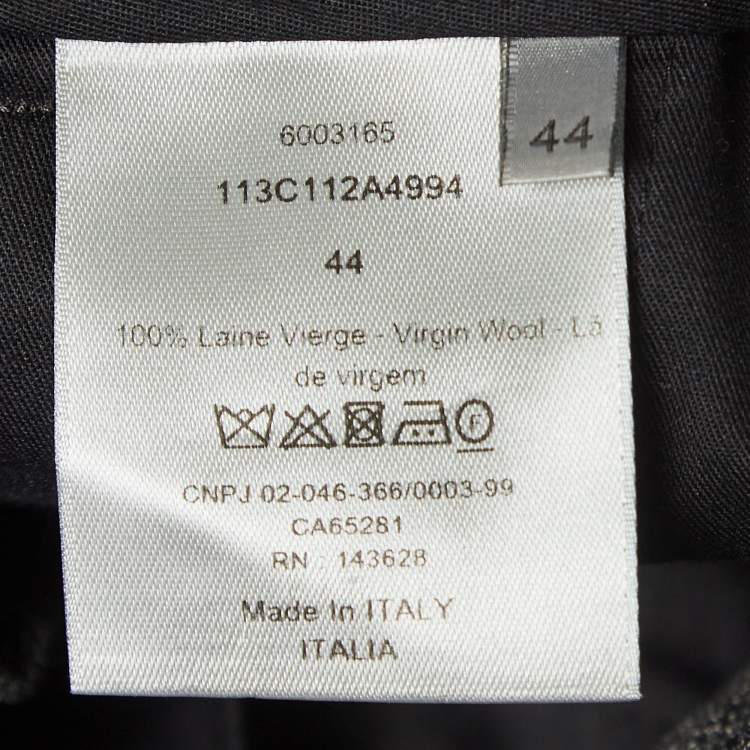 44
6003165
113C112A4994
44
100% Laine Vierge - Virgin Wool - Lã
de virgem
F
CNPJ 02-046-366/0003-99
CA65281
RN : 143628
Made In ITALY
ITALIA